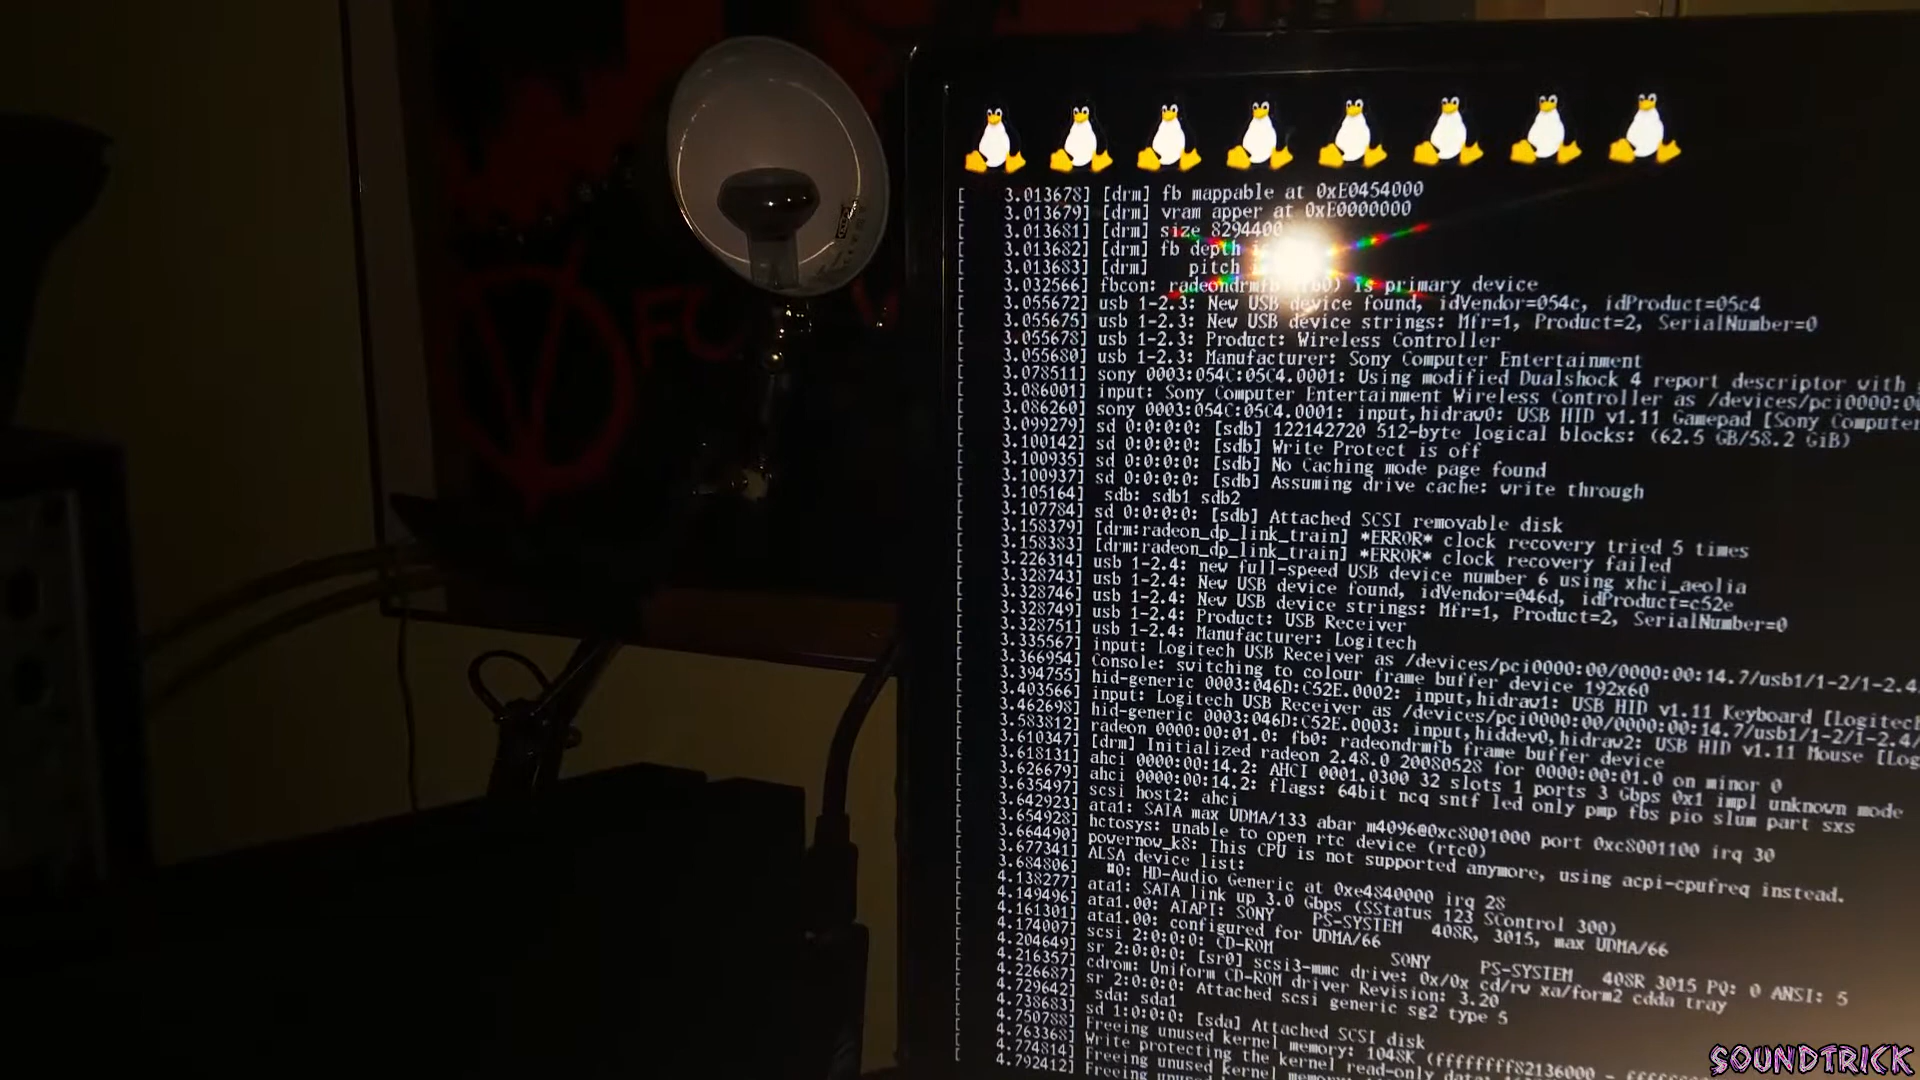 [    3.013678] [drm] fb mappable at 0xE0454000
[    3.013679] [drm] vram apper at 0xE0000000
[    3.013681] [drm] size 8294400
[    3.013682] [drm] fb depth
[    3.013683] [drm]    pitch
[    3.032566] fbcon: radeondrmfb (fb0) is primary device
[    3.055672] usb 1-2.3: New USB device found, idVendor=054c, idProduct=05c4
[    3.055675] usb 1-2.3: New USB device strings: Mfr=1, Product=2, SerialNumber=0
[    3.055678] usb 1-2.3: Product: Wireless Controller
[    3.055680] usb 1-2.3: Manufacturer: Sony Computer Entertainment
[    3.078511] sony 0003:054C:05C4.0001: Using modified Dualshock 4 report descriptor with
[    3.086001] input: Sony Computer Entertainment Wireless Controller as /devices/pci0000:00
[    3.086260] sony 0003:054C:05C4.0001: input,hidraw0: USB HID v1.11 Gamepad [Sony Computer
[    3.099279] sd 0:0:0:0: [sdb] 122142720 512-byte logical blocks: (62.5 GB/58.2 GiB)
[    3.100142] sd 0:0:0:0: [sdb] Write Protect is off
[    3.100935] sd 0:0:0:0: [sdb] No Caching mode page found
[    3.100937] sd 0:0:0:0: [sdb] Assuming drive cache: write through
[    3.105164]  sdb: sdb1 sdb2
[    3.107784] sd 0:0:0:0: [sdb] Attached SCSI removable disk
[    3.158379] [drm:radeon_dp_link_train] *ERROR* clock recovery tried 5 times
[    3.158383] [drm:radeon_dp_link_train] *ERROR* clock recovery failed
[    3.226314] usb 1-2.4: new full-speed USB device number 6 using xhci_aeolia
[    3.328743] usb 1-2.4: New USB device found, idVendor=046d, idProduct=c52e
[    3.328746] usb 1-2.4: New USB device strings: Mfr=1, Product=2, SerialNumber=0
[    3.328749] usb 1-2.4: Product: USB Receiver
[    3.328751] usb 1-2.4: Manufacturer: Logitech
[    3.335567] input: Logitech USB Receiver as /devices/pci0000:00/0000:00:14.7/usb1/1-2/1-2.4
[    3.366954] Console: switching to colour frame buffer device 192x60
[    3.394755] hid-generic 0003:046D:C52E.0002: input,hidraw1: USB HID v1.11 Keyboard [Logitech
[    3.403566] input: Logitech USB Receiver as /devices/pci0000:00/0000:00:14.7/usb1/1-2/1-2.4/
[    3.462698] hid-generic 0003:046D:C52E.0003: input,hiddev0,hidraw2: USB HID v1.11 Mouse [Log
[    3.583812] radeon 0000:00:01.0: fb0: radeondrmfb frame buffer device
[    3.610347] [drm] Initialized radeon 2.48.0 20080528 for 0000:00:01.0 on minor 0
[    3.618131] ahci 0000:00:14.2: AHCI 0001.0300 32 slots 1 ports 3 Gbps 0x1 impl unknown mode
[    3.626679] ahci 0000:00:14.2: flags: 64bit ncq sntf led only pmp fbs pio slum part sxs
[    3.635497] scsi host2: ahci
[    3.642923] ata1: SATA max UDMA/133 abar m4096@0xc8001000 port 0xc8001100 irq 30
[    3.654928] hctosys: unable to open rtc device (rtc0)
[    3.664490] powernow_k8: This CPU is not supported anymore, using acpi-cpufreq instead.
[    3.677341] ALSA device list:
[    3.684806]   #0: HD-Audio Generic at 0xe4840000 irq 28
[    4.138277] ata1: SATA link up 3.0 Gbps (SStatus 123 SControl 300)
[    4.149496] ata1.00: ATAPI: SONY    PS-SYSTEM   408R, 3015, max UDMA/66
[    4.161301] ata1.00: configured for UDMA/66
[    4.174007] scsi 2:0:0:0: CD-ROM            SONY     PS-SYSTEM   408R 3015 PQ: 0 ANSI: 5
[    4.204649] sr 2:0:0:0: [sr0] scsi3-mmc drive: 0x/0x cd/rw xa/form2 cdda tray
[    4.216357] cdrom: Uniform CD-ROM driver Revision: 3.20
[    4.226687] sr 2:0:0:0: Attached scsi generic sg2 type 5
[    4.729642]  sda: sda1
[    4.738683] sd 1:0:0:0: [sda] Attached SCSI disk
[    4.750788] Freeing unused kernel memory: 1048K (ffffffff82136000 -
[    4.763368] Write protecting the kernel read-only data:
[    4.774814] Freeing unused kernel memory:
[    4.792412] Freeing unused
SOUNDTRICK